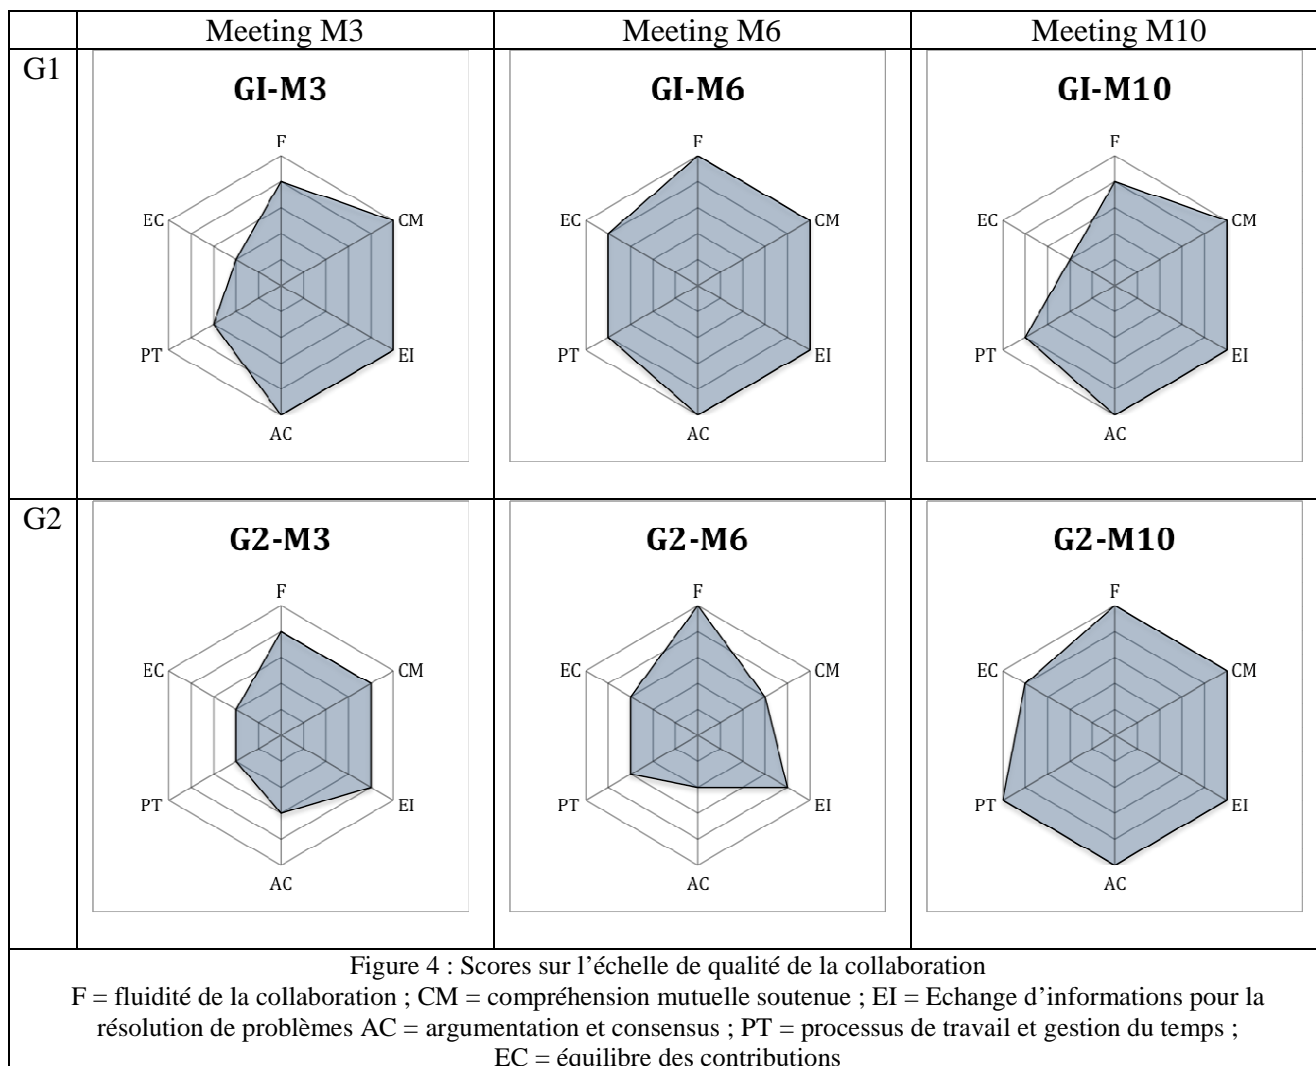 Meeting M3 Meeting M6 Meeting M10
G1
GI-M3
F
EC CM
PT EI
AC
GI-M6
F
EC CM
PT EI
AC
GI-M10
F
EC CM
PT EI
AC
G2
G2-M3
F
EC CM
PT EI
AC
G2-M6
F
EC CM
PT EI
AC
G2-M10
F
EC CM
PT EI
AC
Figure 4 : Scores sur l’échelle de qualité de la collaboration
F = fluidité de la collaboration ; CM = compréhension mutuelle soutenue ; EI = Echange d’informations pour la
résolution de problèmes AC = argumentation et consensus ; PT = processus de travail et gestion du temps ;
EC = équilibre des contributions